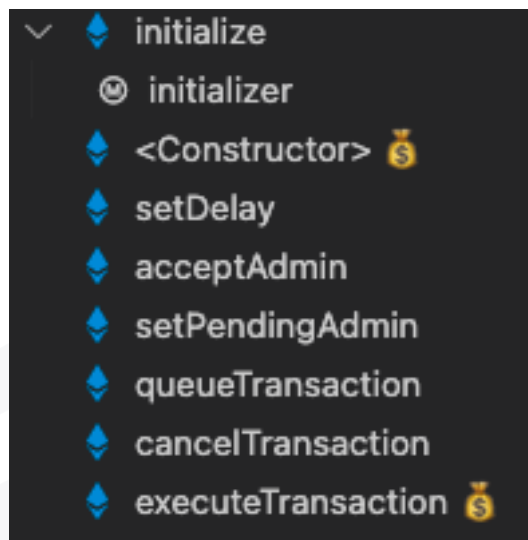 initialize
initializer
<Constructor> 💰
setDelay
acceptAdmin
setPendingAdmin
queueTransaction
cancelTransaction
executeTransaction 💰